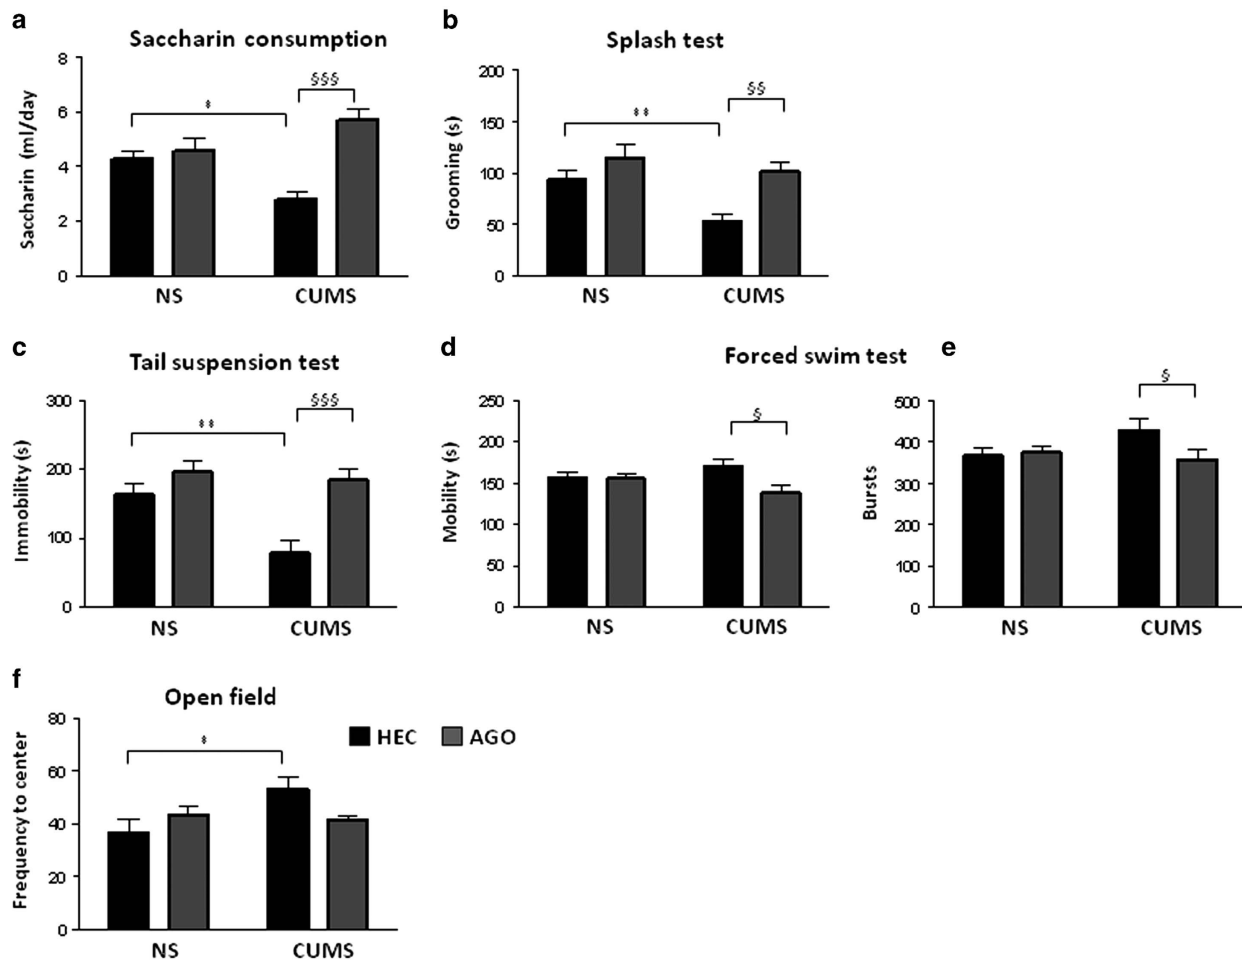 a
Saccharin consumption
Saccharin (ml/day
8
6
4
2
0
*
§§§
NS
CUMS
b
Splash test
Grooming (s)
200
150
100
50
0
**
§§
NS
CUMS
c
Tail suspension test
Immobility (s)
300
200
100
0
**
§§§
NS
CUMS
d
Forced swim test
Mobility (s)
250
200
150
100
50
0
§
NS
CUMS
e
Bursts
500
400
300
200
100
0
§
NS
CUMS
f
Open field
Frequency to center
80
60
40
20
0
*
NS
CUMS
HEC
AGO